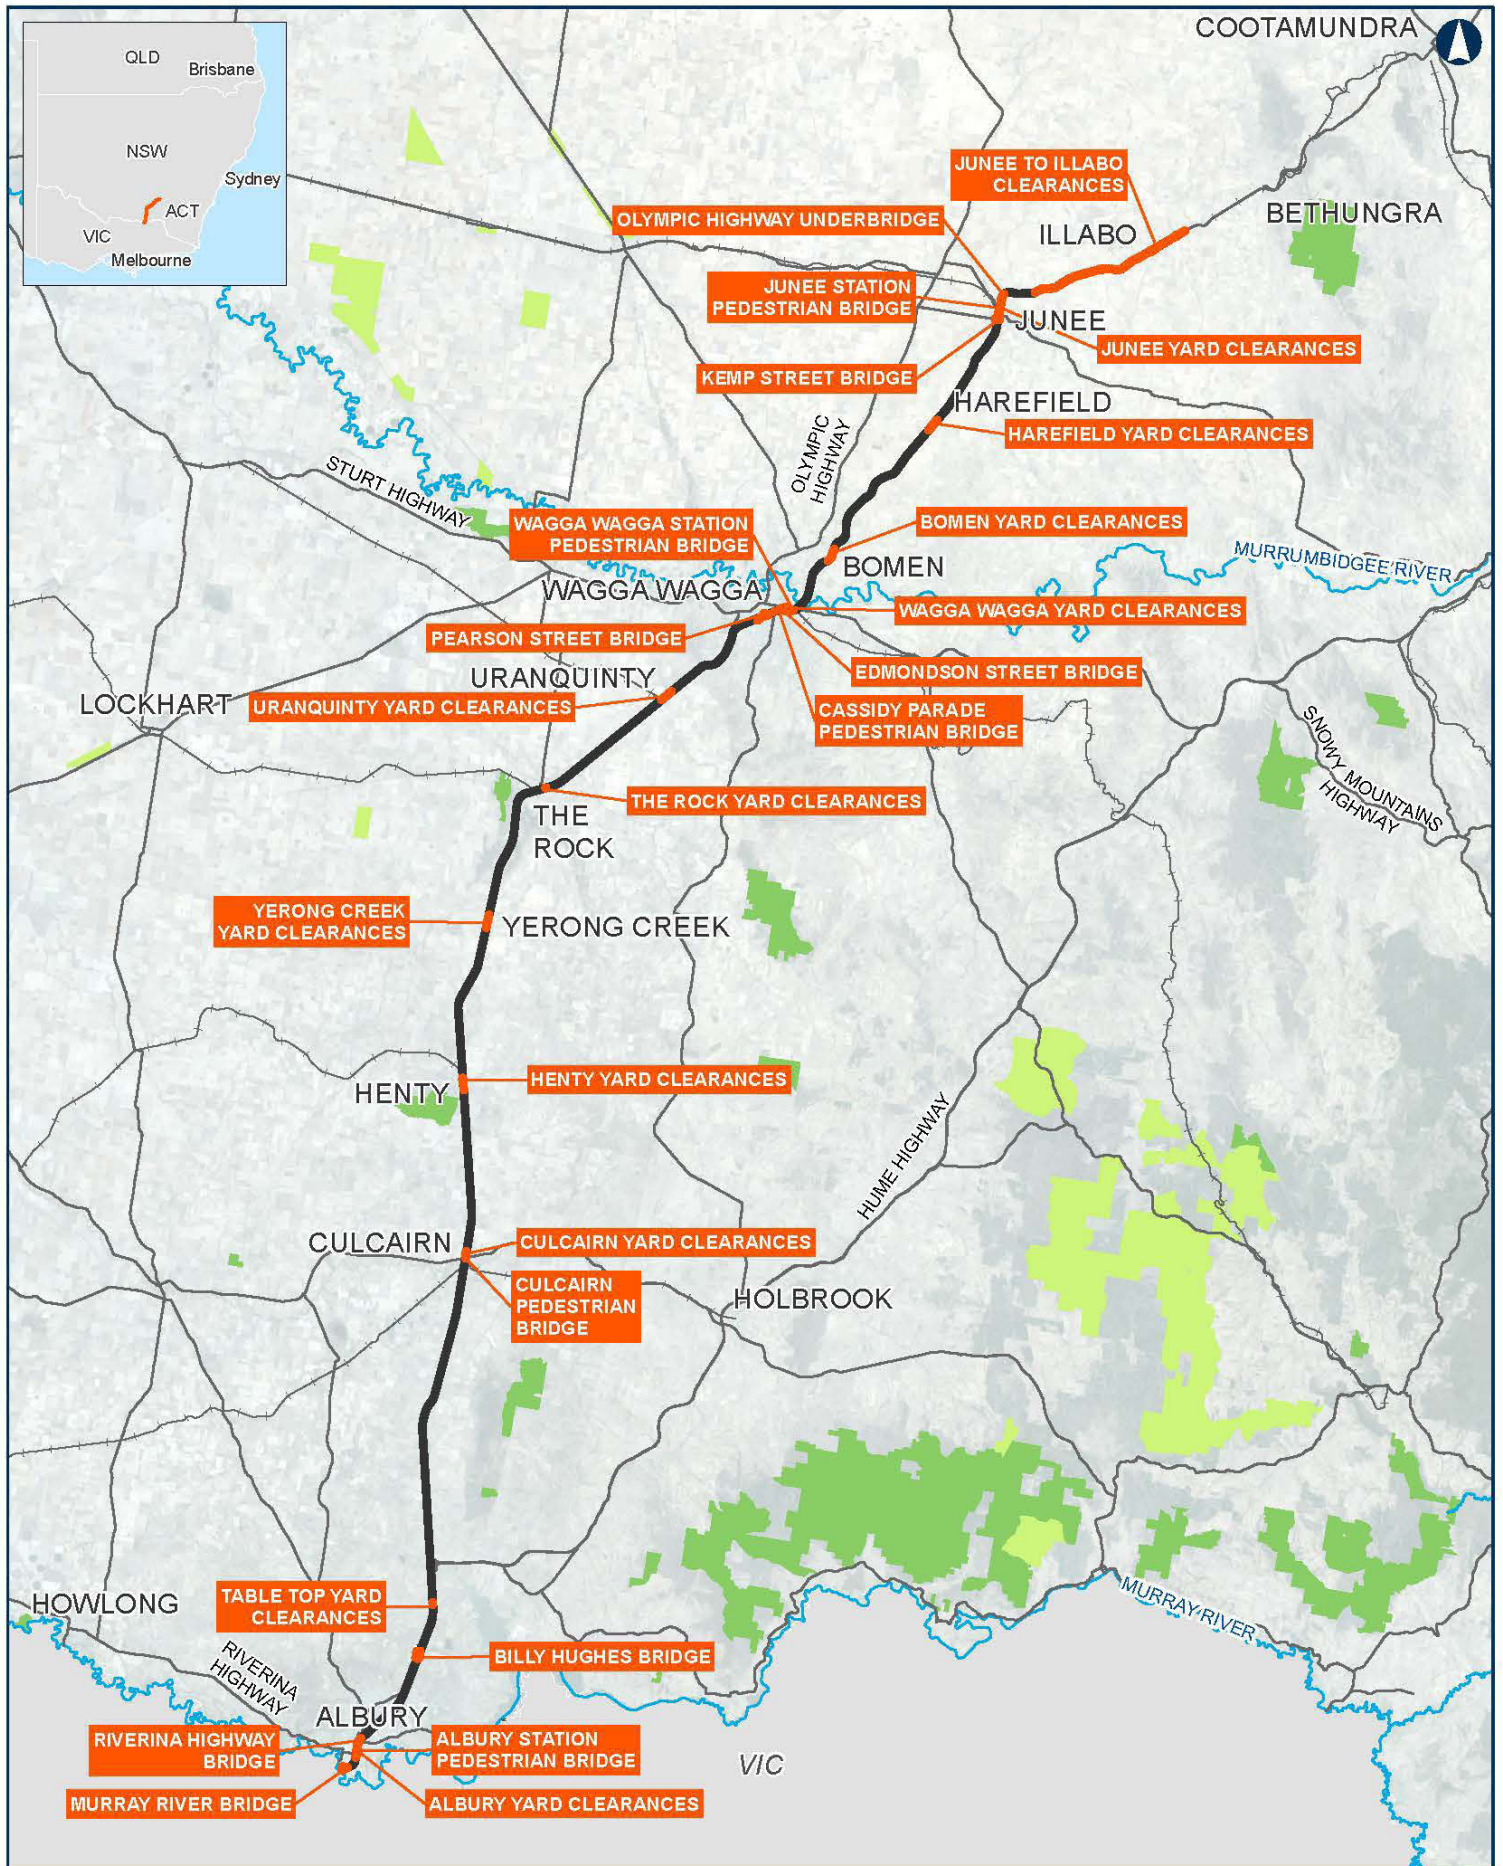 COOTAMUNDRA
QLD
Brisbane
NSW
Sydney
ACT
VIC
Melbourne
JUNEE TO ILLABO
CLEARANCES
OLYMPIC HIGHWAY UNDERBRIDGE
ILLABO
BETHUNGRA
JUNEE STATION
PEDESTRIAN BRIDGE
JUNEE
JUNEE YARD CLEARANCES
KEMP STREET BRIDGE
HAREFIELD
HAREFIELD YARD CLEARANCES
OLYMPIC
HIGHWAY
STURT HIGHWAY
WAGGA WAGGA STATION
PEDESTRIAN BRIDGE
BOMEN YARD CLEARANCES
BOMEN
MURRUMBIDGEE RIVER
WAGGA WAGGA
WAGGA WAGGA YARD CLEARANCES
PEARSON STREET BRIDGE
EDMONDSON STREET BRIDGE
URANQUINTY
LOCKHART
URANQUINTY YARD CLEARANCES
CASSIDY PARADE
PEDESTRIAN BRIDGE
SNOWY MOUNTAINS
HIGHWAY
THE ROCK YARD CLEARANCES
THE
ROCK
YERONG CREEK
YARD CLEARANCES
YERONG CREEK
HENTY
HENTY YARD CLEARANCES
HUME HIGHWAY
CULCAIRN
CULCAIRN YARD CLEARANCES
CULCAIRN
PEDESTRIAN
BRIDGE
HOLBROOK
HOWLONG
TABLE TOP YARD
CLEARANCES
MURRAY RIVER
RIVERINA
HIGHWAY
BILLY HUGHES BRIDGE
ALBURY
RIVERINA HIGHWAY
BRIDGE
ALBURY STATION
PEDESTRIAN BRIDGE
VIC
MURRAY RIVER BRIDGE
ALBURY YARD CLEARANCES